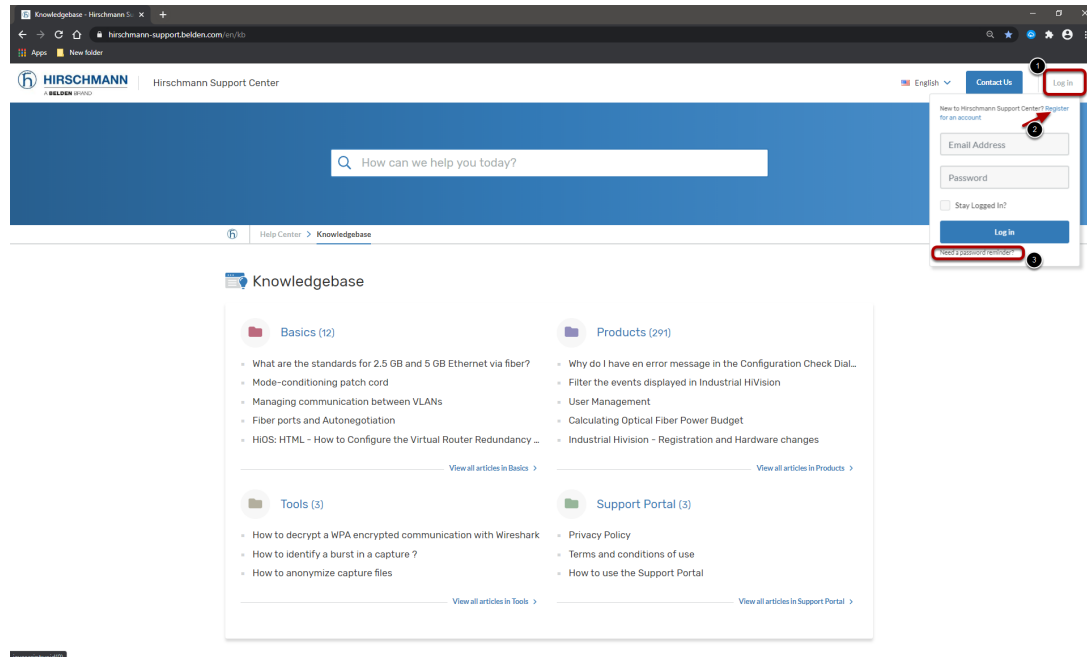 Knowledgebase - Hirschmann Su
hirschmann-support.belden.com/en/kb
Apps New folder
HIRSCHMANN
A BELDEN BRAND
Hirschmann Support Center
English
Contact Us
1
Log in
New to Hirschmann Support Center? Register
for an account
2
Email Address
Password
Stay Logged In?
Log in
Need a password reminder?
3
How can we help you today?
Help Center > Knowledgebase
Knowledgebase
Basics (12)
What are the standards for 2.5 GB and 5 GB Ethernet via fiber?
Mode-conditioning patch cord
Managing communication between VLANs
Fiber ports and Autonegotiation
HiOS: HTML - How to Configure the Virtual Router Redundancy ...
View all articles in Basics >
Products (291)
Why do I have en error message in the Configuration Check Dial...
Filter the events displayed in Industrial HiVision
User Management
Calculating Optical Fiber Power Budget
Industrial Hivision - Registration and Hardware changes
View all articles in Products >
Tools (3)
How to decrypt a WPA encrypted communication with Wireshark
How to identify a burst in a capture ?
How to anonymize capture files
View all articles in Tools >
Support Portal (3)
Privacy Policy
Terms and conditions of use
How to use the Support Portal
View all articles in Support Portal >